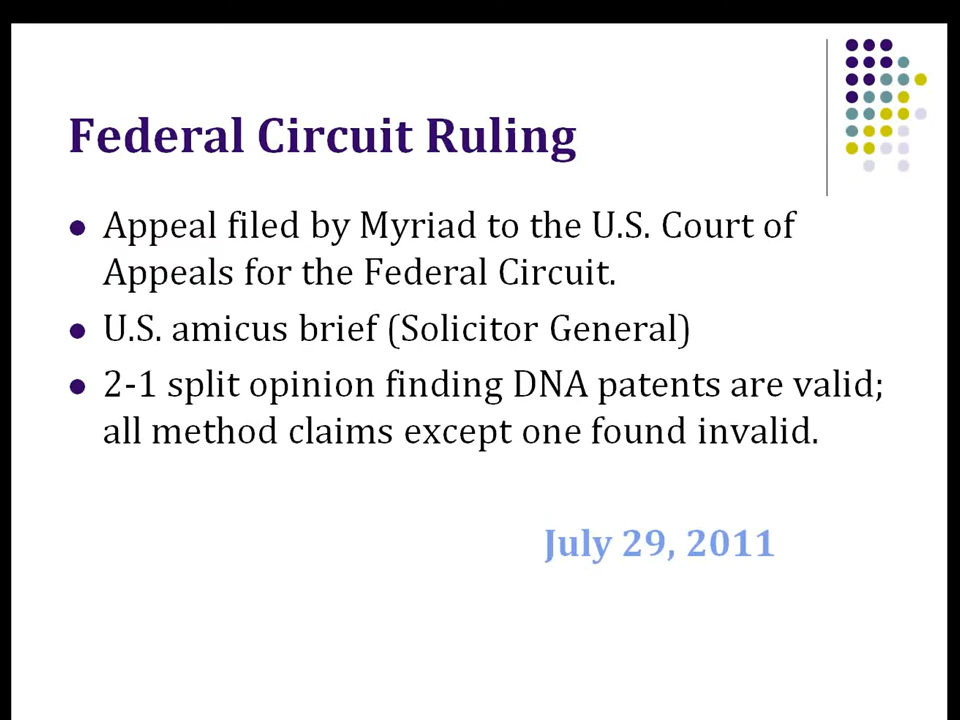 Federal Circuit Ruling
Appeal filed by Myriad to the U.S. Court of
Appeals for the Federal Circuit.
U.S. amicus brief (Solicitor General)
2-1 split opinion finding DNA patents are valid;
all method claims except one found invalid.
July 29, 2011